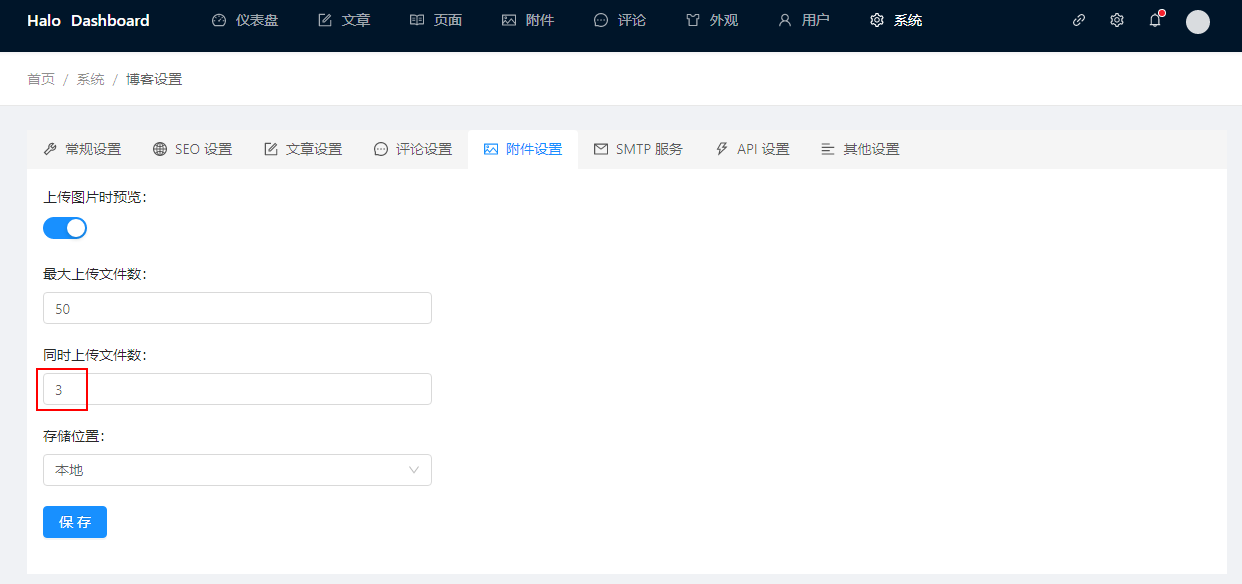 Halo Dashboard 仪表盘 文章 页面 附件 评论 外观 用户 系统
首页 / 系统 / 博客设置
常规设置 SEO 设置 文章设置 评论设置 附件设置 SMTP 服务 API 设置 其他设置
上传图片时预览：
最大上传文件数：
50
同时上传文件数：
3
存储位置：
本地
保 存